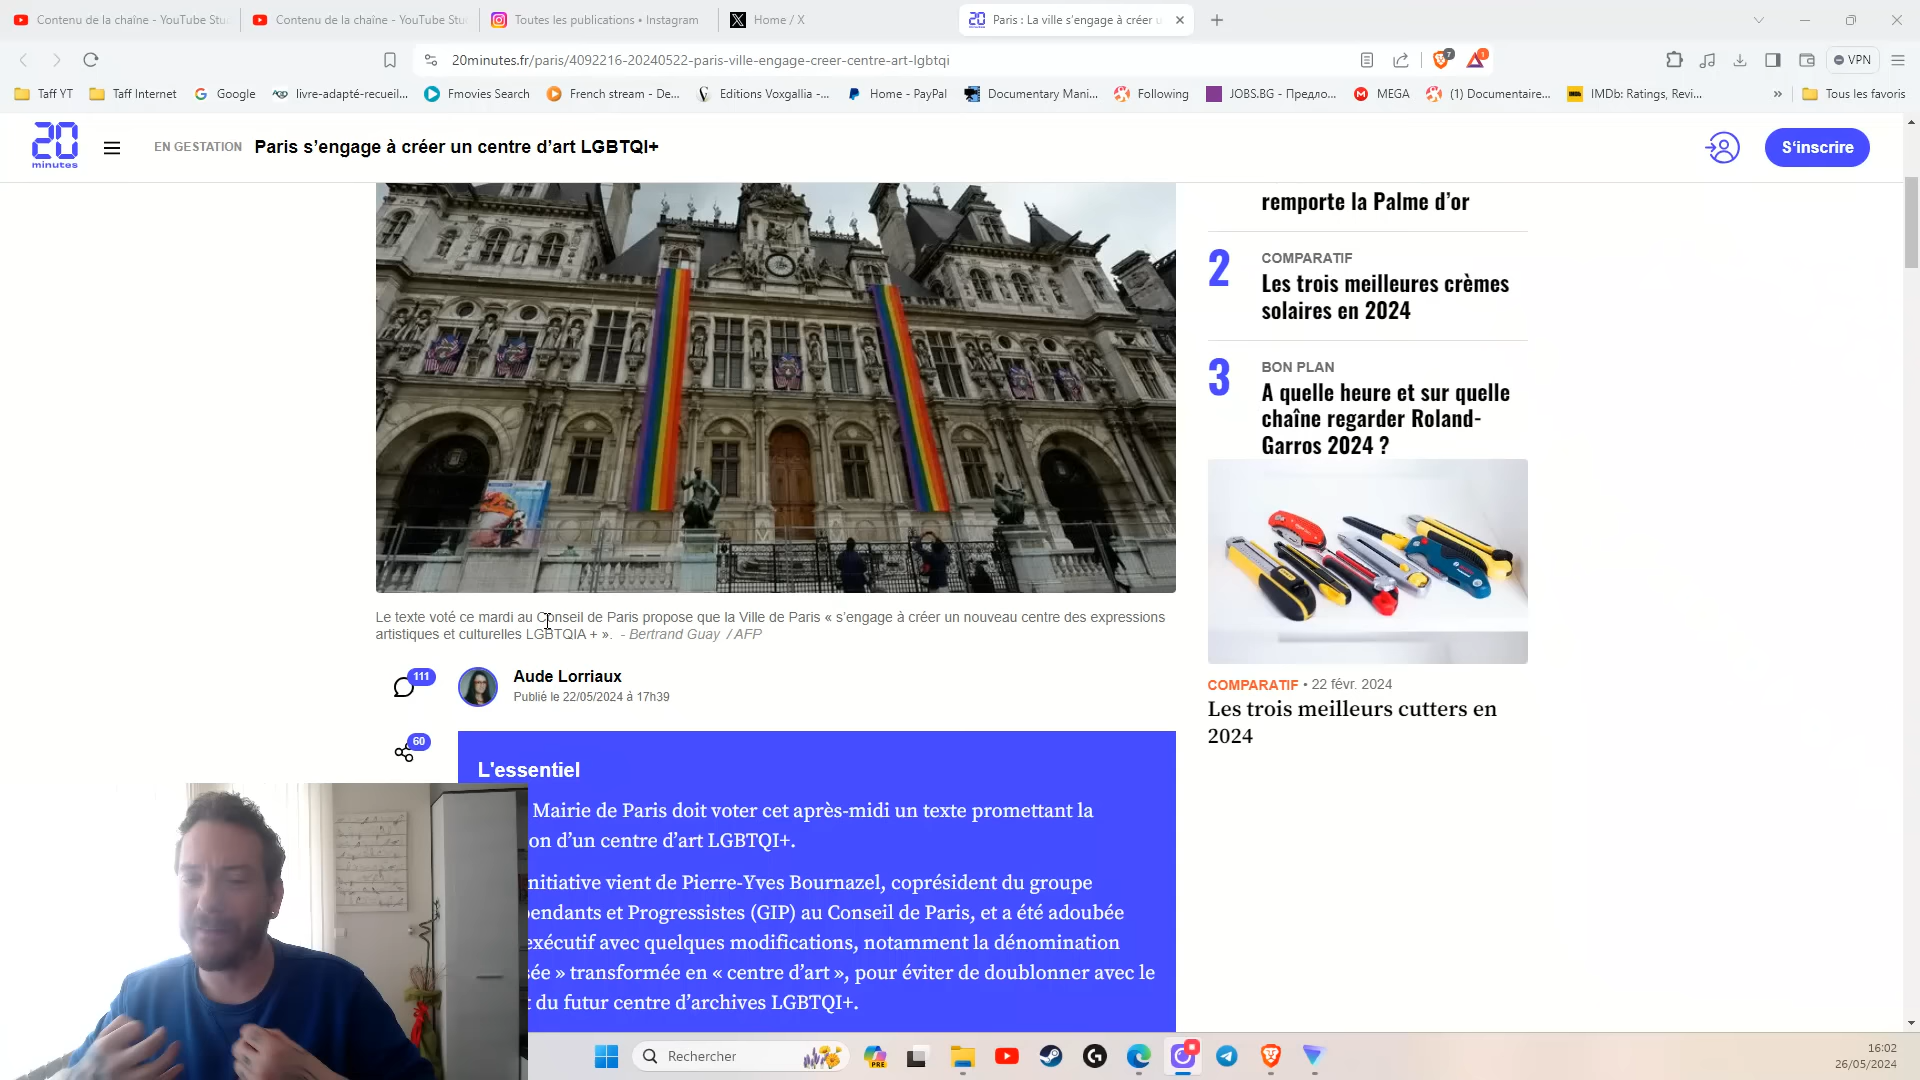 Contenu de la chaîne - YouTube Stu
Contenu de la chaîne - YouTube Stu
Toutes les publications • Instagram
Home / X
Paris : La ville s'engage à créer u
20minutes.fr/paris/4092216-20240522-paris-ville-engage-creer-centre-art-lgbtqi
7
1
VPN
Taff YT
Taff Internet
Google
livre-adapté-recueil...
Fmovies Search
French stream - De...
Editions Voxgallia -...
Home - PayPal
Documentary Mani...
Following
JOBS.BG - Предло...
MEGA
(1) Documentaire...
IMDb: Ratings, Revi...
Tous les favoris
20
minutes
EN GESTATION
Paris s'engage à créer un centre d'art LGBTQI+
S'inscrire
remporte la Palme d'or
2
COMPARATIF
Les trois meilleures crèmes
solaires en 2024
3
BON PLAN
A quelle heure et sur quelle
chaîne regarder Roland-
Garros 2024 ?
Le texte voté ce mardi au Conseil de Paris propose que la Ville de Paris « s'engage à créer un nouveau centre des expressions
artistiques et culturelles LGBTQIA + ». - Bertrand Guay / AFP
111
Aude Lorriaux
Publié le 22/05/2024 à 17h39
60
COMPARATIF • 22 févr. 2024
Les trois meilleurs cutters en
2024
L'essentiel
Mairie de Paris doit voter cet après-midi un texte promettant la
on d'un centre d'art LGBTQI+.
nitiative vient de Pierre-Yves Bournazel, coprésident du groupe
pendants et Progressistes (GIP) au Conseil de Paris, et a été adoubée
exécutif avec quelques modifications, notamment la dénomination
sée » transformée en « centre d'art », pour éviter de doublonner avec le
t du futur centre d'archives LGBTQI+.
Rechercher
PRE
16:02
26/05/2024